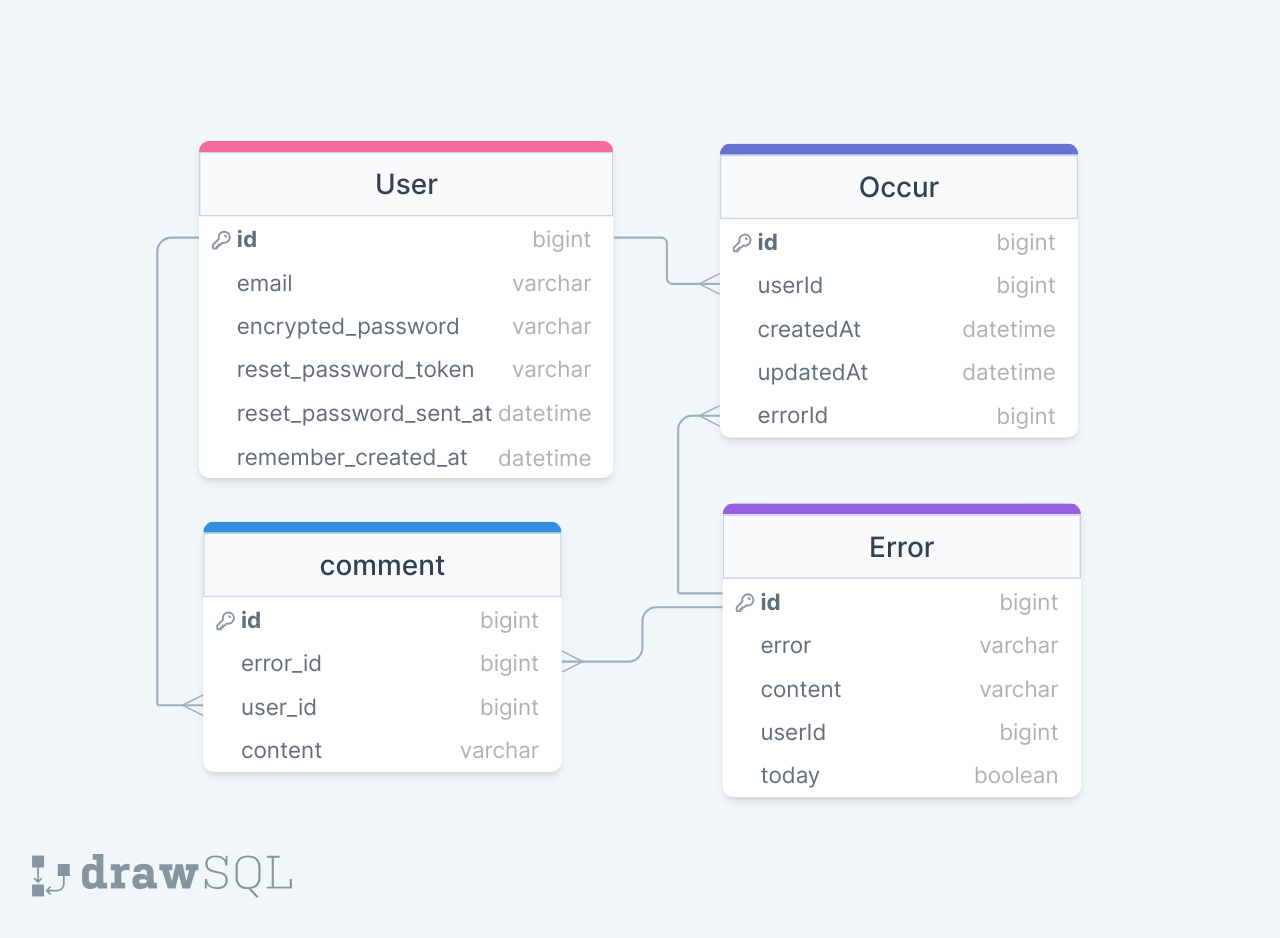 User
id bigint
email varchar
encrypted_password varchar
reset_password_token varchar
reset_password_sent_at datetime
remember_created_at datetime
Occur
id bigint
userId bigint
createdAt datetime
updatedAt datetime
errorId bigint
comment
id bigint
error_id bigint
user_id bigint
content varchar
Error
id bigint
error varchar
content varchar
userId bigint
today boolean
drawSQL